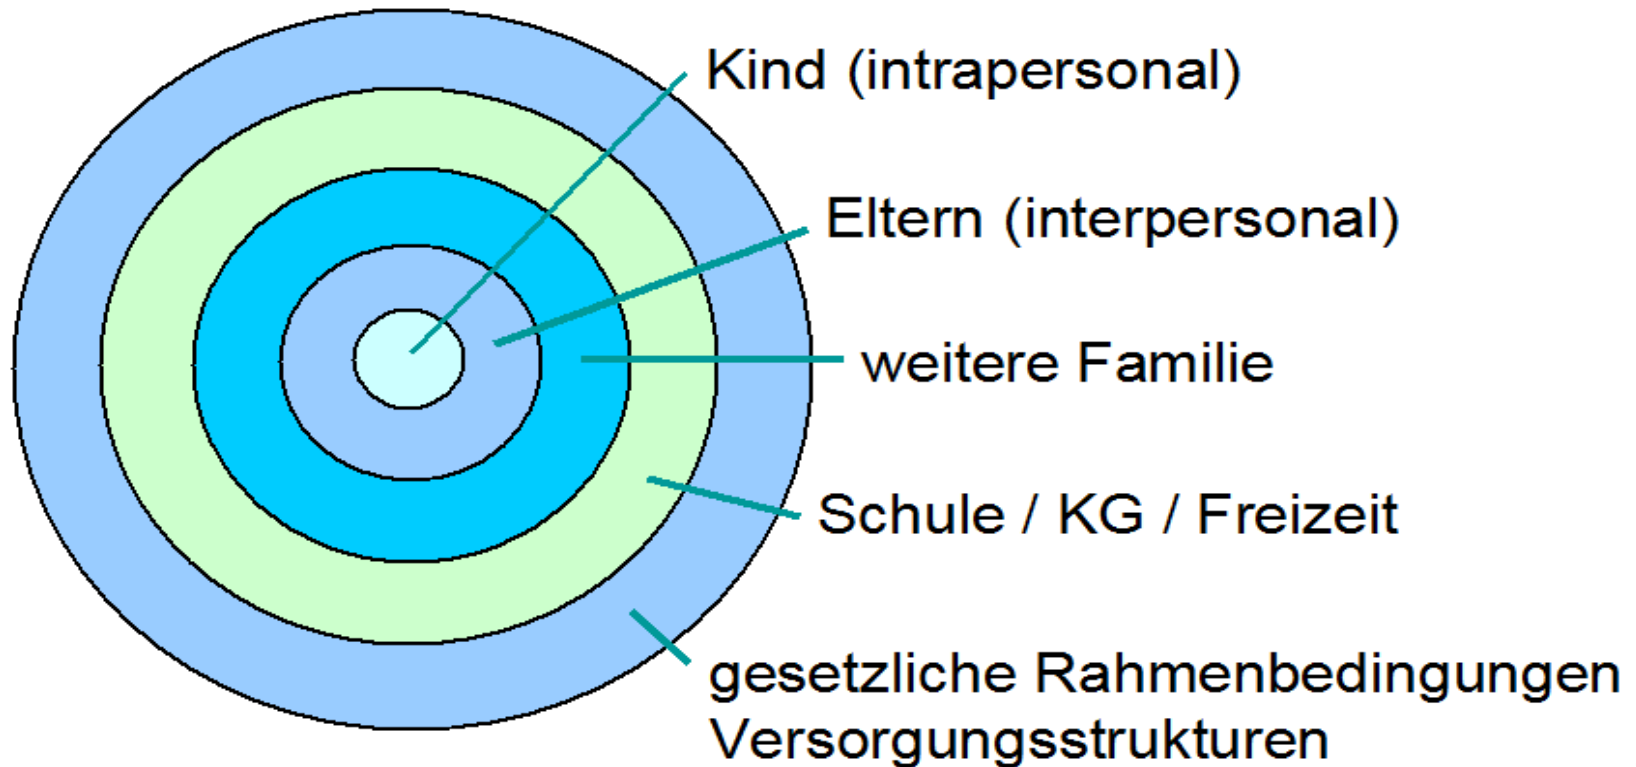 Kind (intrapersonal)
Eltern (interpersonal)
weitere Familie
Schule / KG / Freizeit
gesetzliche Rahmenbedingungen
Versorgungsstrukturen